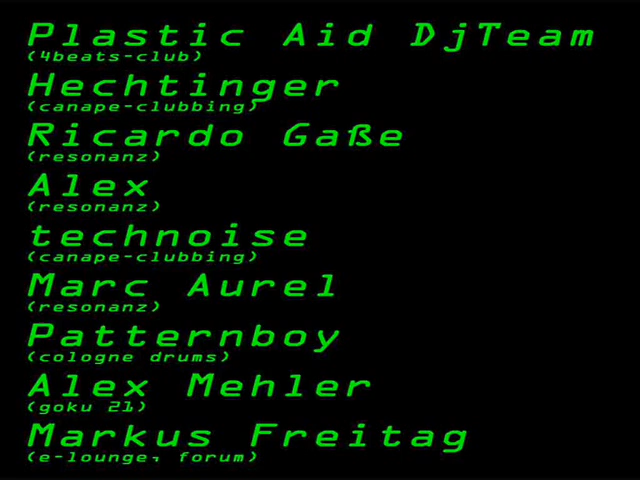 Plastic Aid DjTeam
(4beats-club)
Hechtinger
(canape-clubbing)
Ricardo Gaße
(resonanz)
Alex
(resonanz)
technoise
(canape-clubbing)
Marc Aurel
(resonanz)
Patternboy
(cologne drums)
Alex Mehler
(goku 21)
Markus Freitag
(e-lounge, forum)